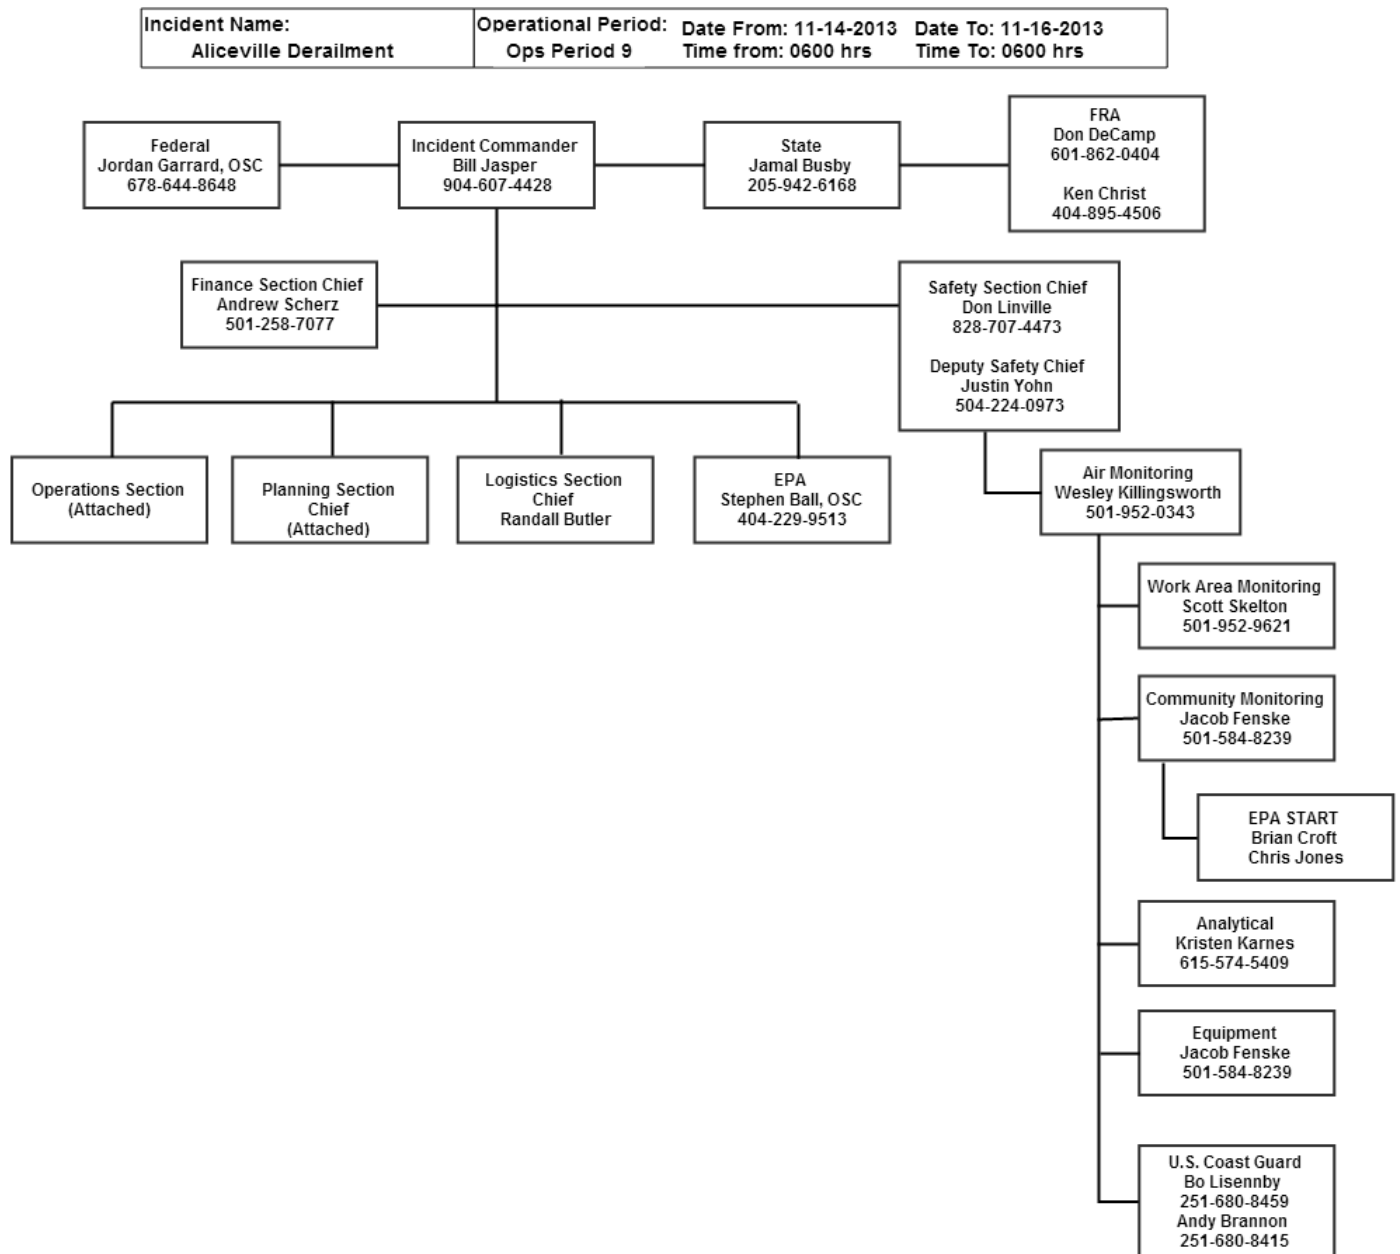 Incident Name:
Aliceville Derailment
Operational Period:
Ops Period 9
Date From: 11-14-2013 Date To: 11-16-2013
Time from: 0600 hrs Time To: 0600 hrs
Federal
Jordan Garrard, OSC
678-644-8648
Incident Commander
Bill Jasper
904-607-4428
State
Jamal Busby
205-942-6168
FRA
Don DeCamp
601-862-0404
Ken Christ
404-895-4506
Finance Section Chief
Andrew Scherz
501-258-7077
Safety Section Chief
Don Linville
828-707-4473
Deputy Safety Chief
Justin Yohn
504-224-0973
Operations Section
(Attached)
Planning Section
Chief
(Attached)
Logistics Section
Chief
Randall Butler
EPA
Stephen Ball, OSC
404-229-9513
Air Monitoring
Wesley Killingsworth
501-952-0343
Work Area Monitoring
Scott Skelton
501-952-9621
Community Monitoring
Jacob Fenske
501-584-8239
EPA START
Brian Croft
Chris Jones
Analytical
Kristen Karnes
615-574-5409
Equipment
Jacob Fenske
501-584-8239
U.S. Coast Guard
Bo Lisennby
251-680-8459
Andy Brannon
251-680-8415